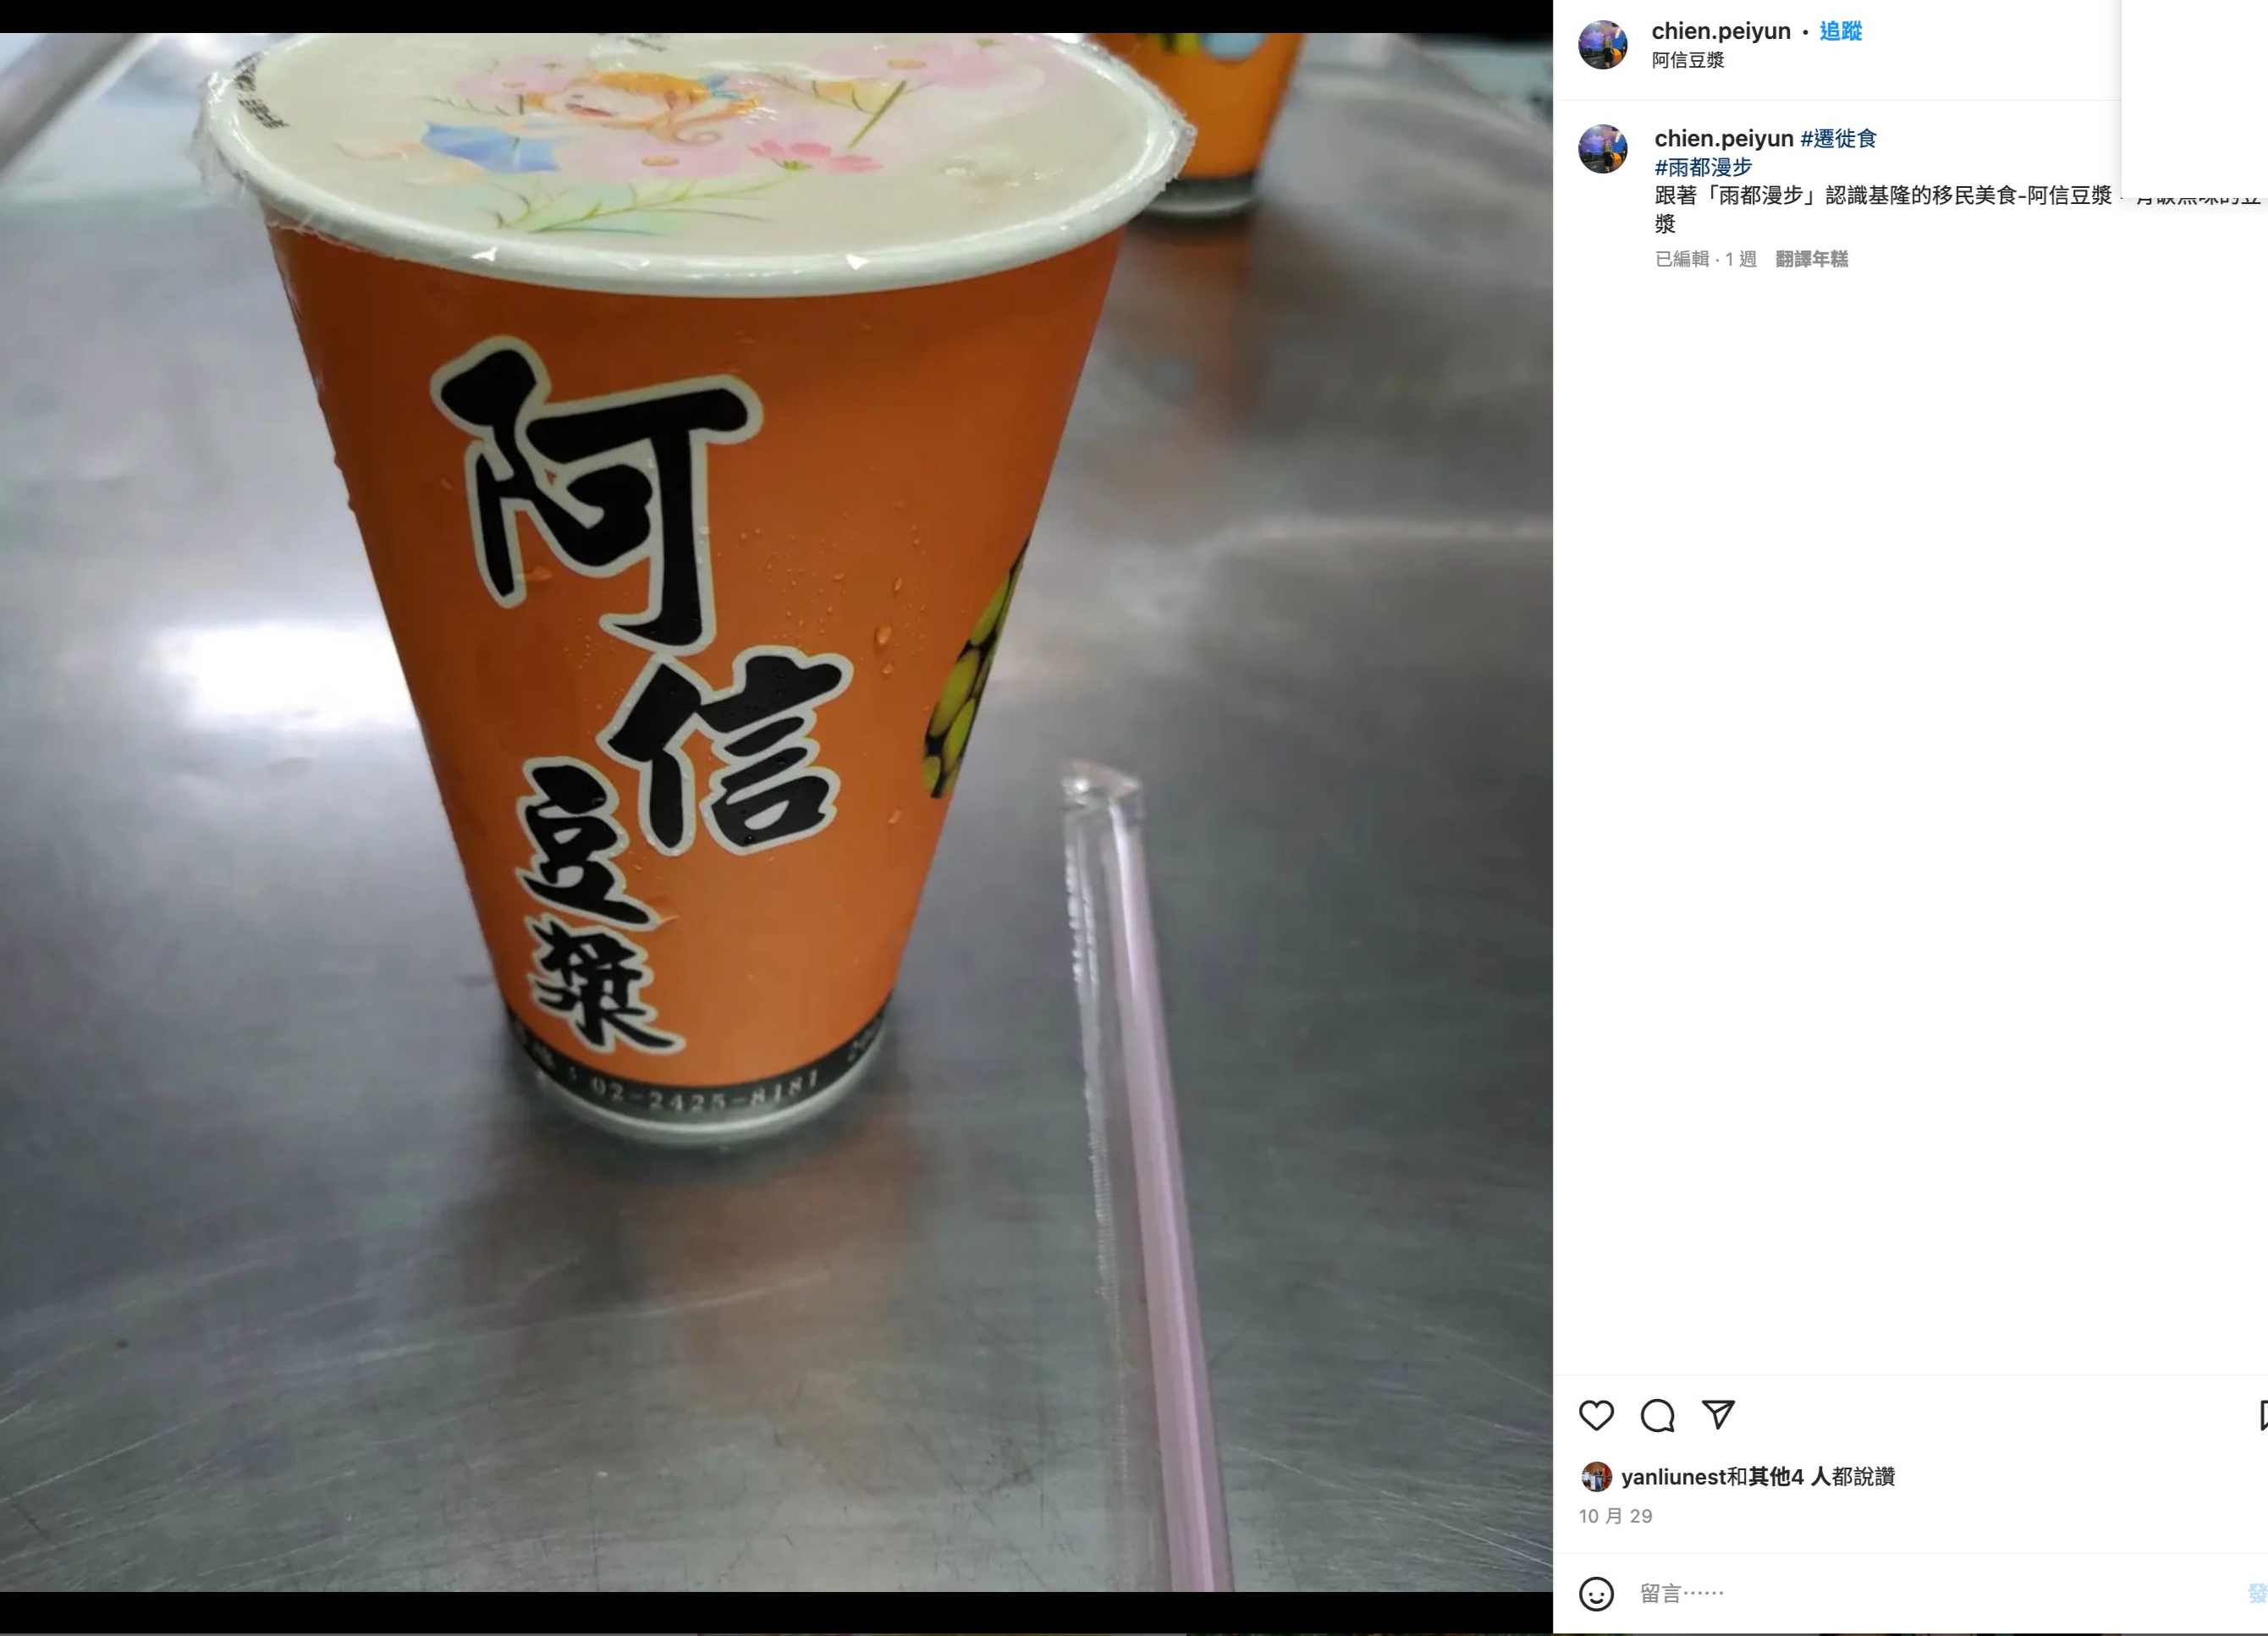 阿信
豆漿
02-2425-8181
chien.peiyun • 追蹤
阿信豆漿
chien.peiyun #遷徙食
#雨都漫步
跟著「雨都漫步」認識基隆的移民美食-阿信豆漿
漿
已編輯 · 1 週 翻譯年糕
yanliunest和其他4 人都說讚
10 月 29
留言……
發